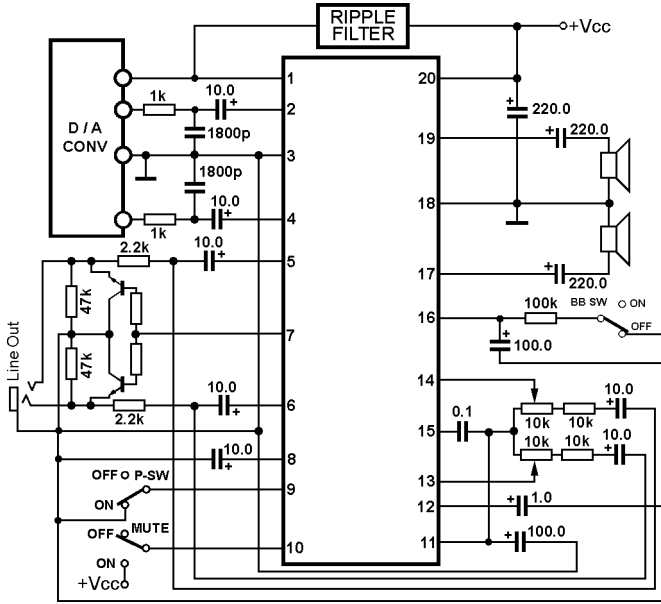 RIPPLE
FILTER
+Vcc
D / A
CONV
1k
10.0
+
1800p
1800p
10.0
+
1k
1
2
3
4
5
6
7
8
9
10
20
19
18
17
16
14
15
13
12
11
+
220.0
+
220.0
+
220.0
2.2k
10.0
+
47k
47k
Line Out
2.2k
10.0
+
10.0
+
OFF
P-SW
ON
OFF
MUTE
ON
+Vcc
100k
BB SW
ON
OFF
+
100.0
0.1
10k
10k
10.0
+
10k
10k
10.0
+
+
1.0
+
100.0